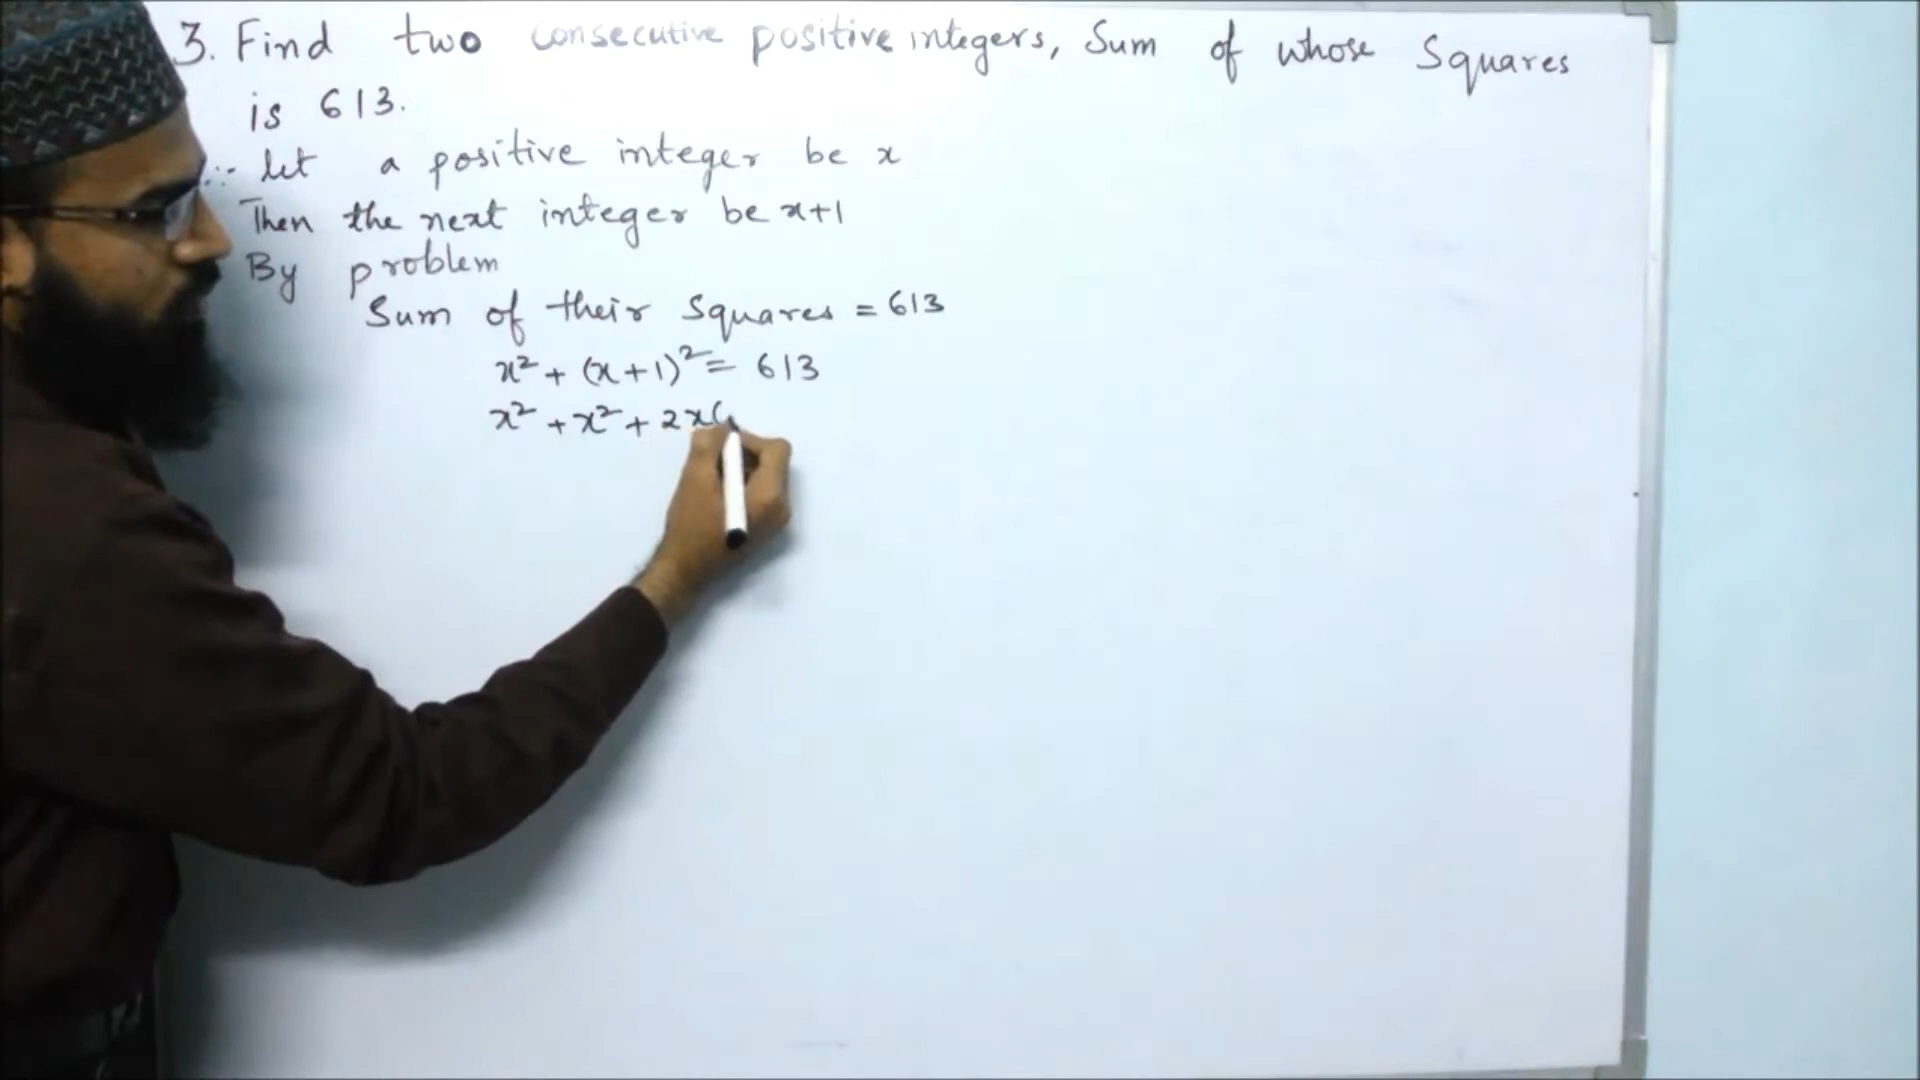 3. Find two consecutive positive integers, Sum of whose Squares
is 613.
:- let a positive integer be x
Then the next integer be x+1
By problem
Sum of their Squares = 613
x² + (x+1)² = 613
x² + x² + 2x(